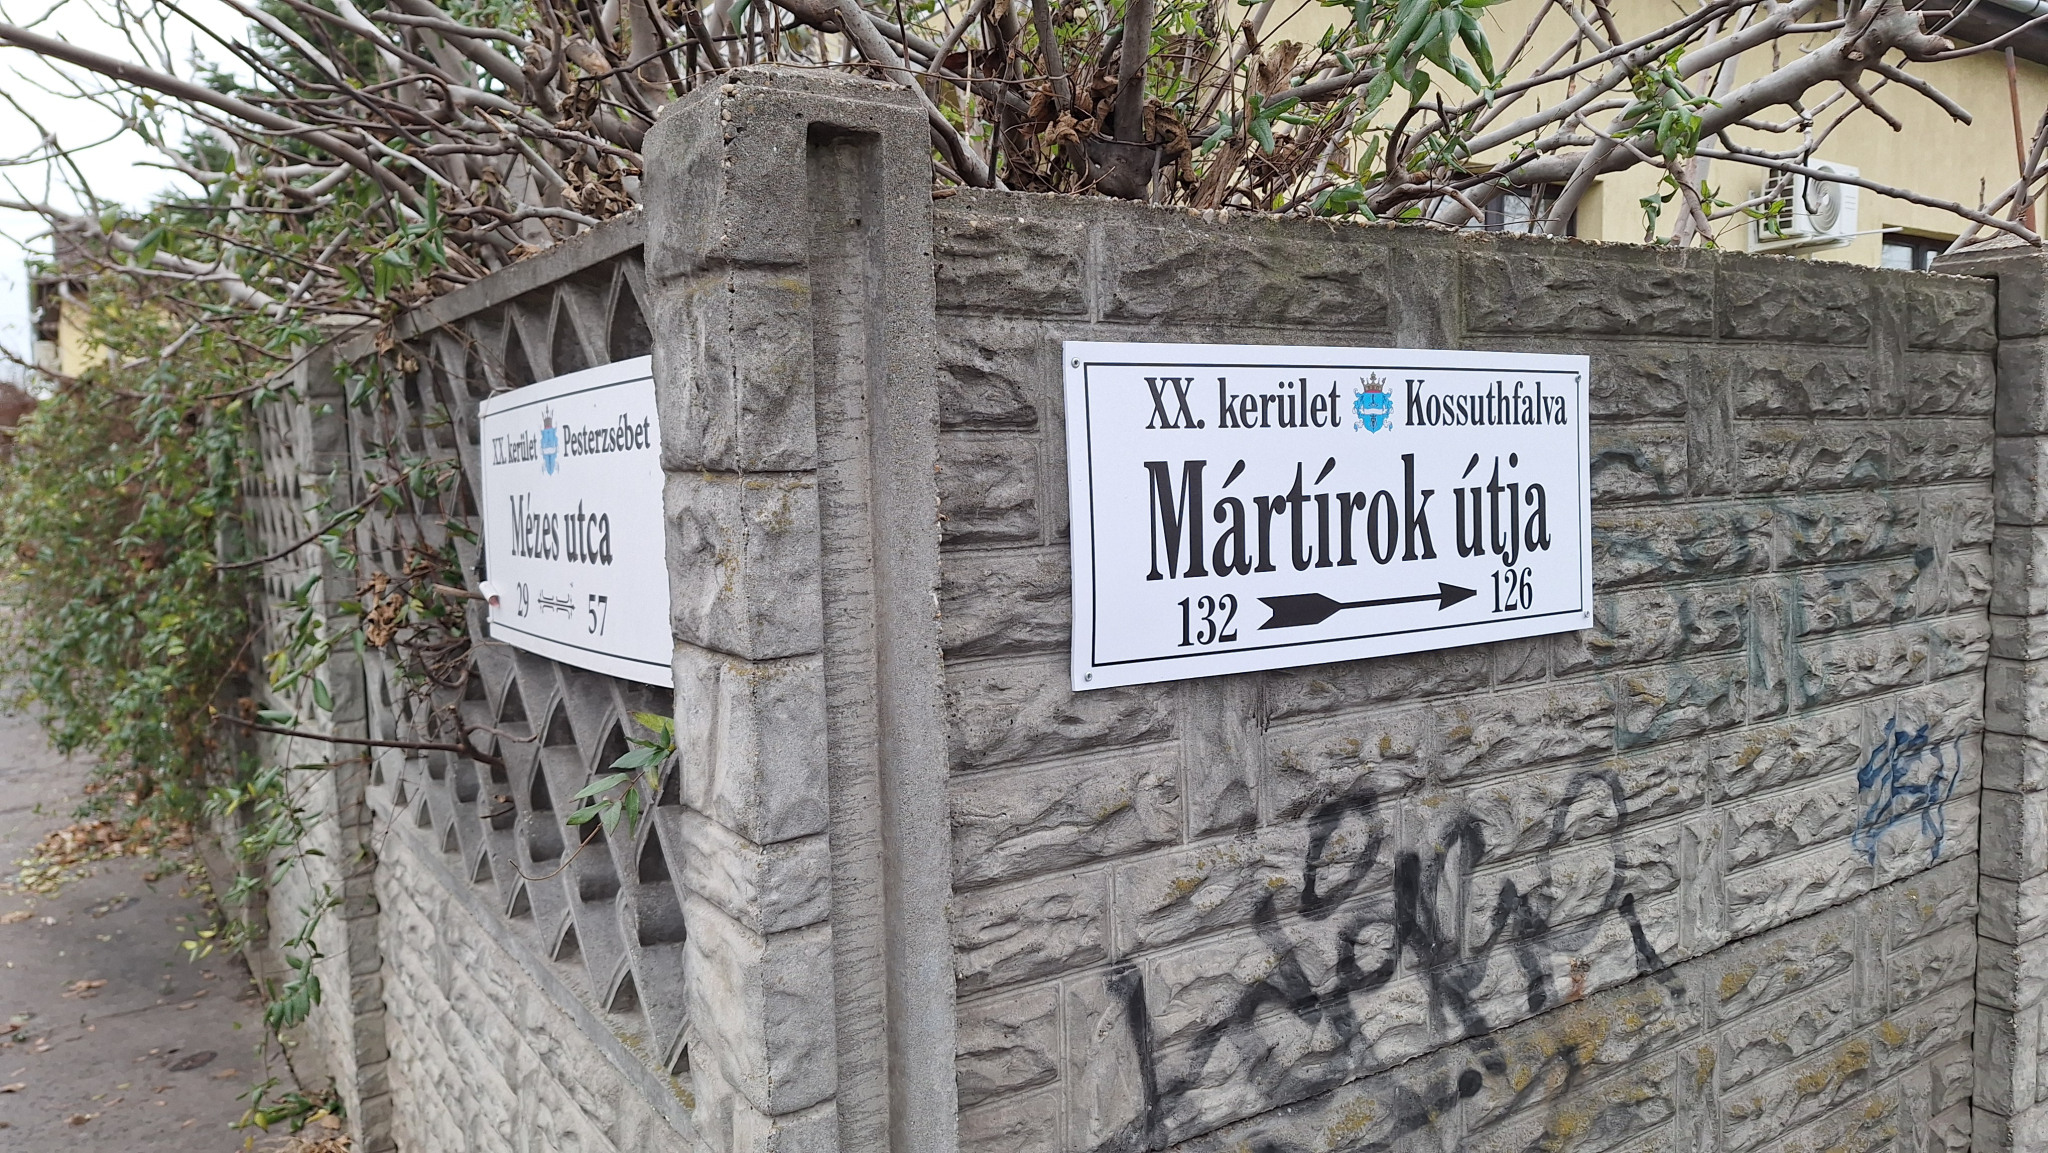 XX. kerület Pesterzsébet
Mézes utca
29 57
XX. kerület Kossuthfalva
Mártírok útja
132 126